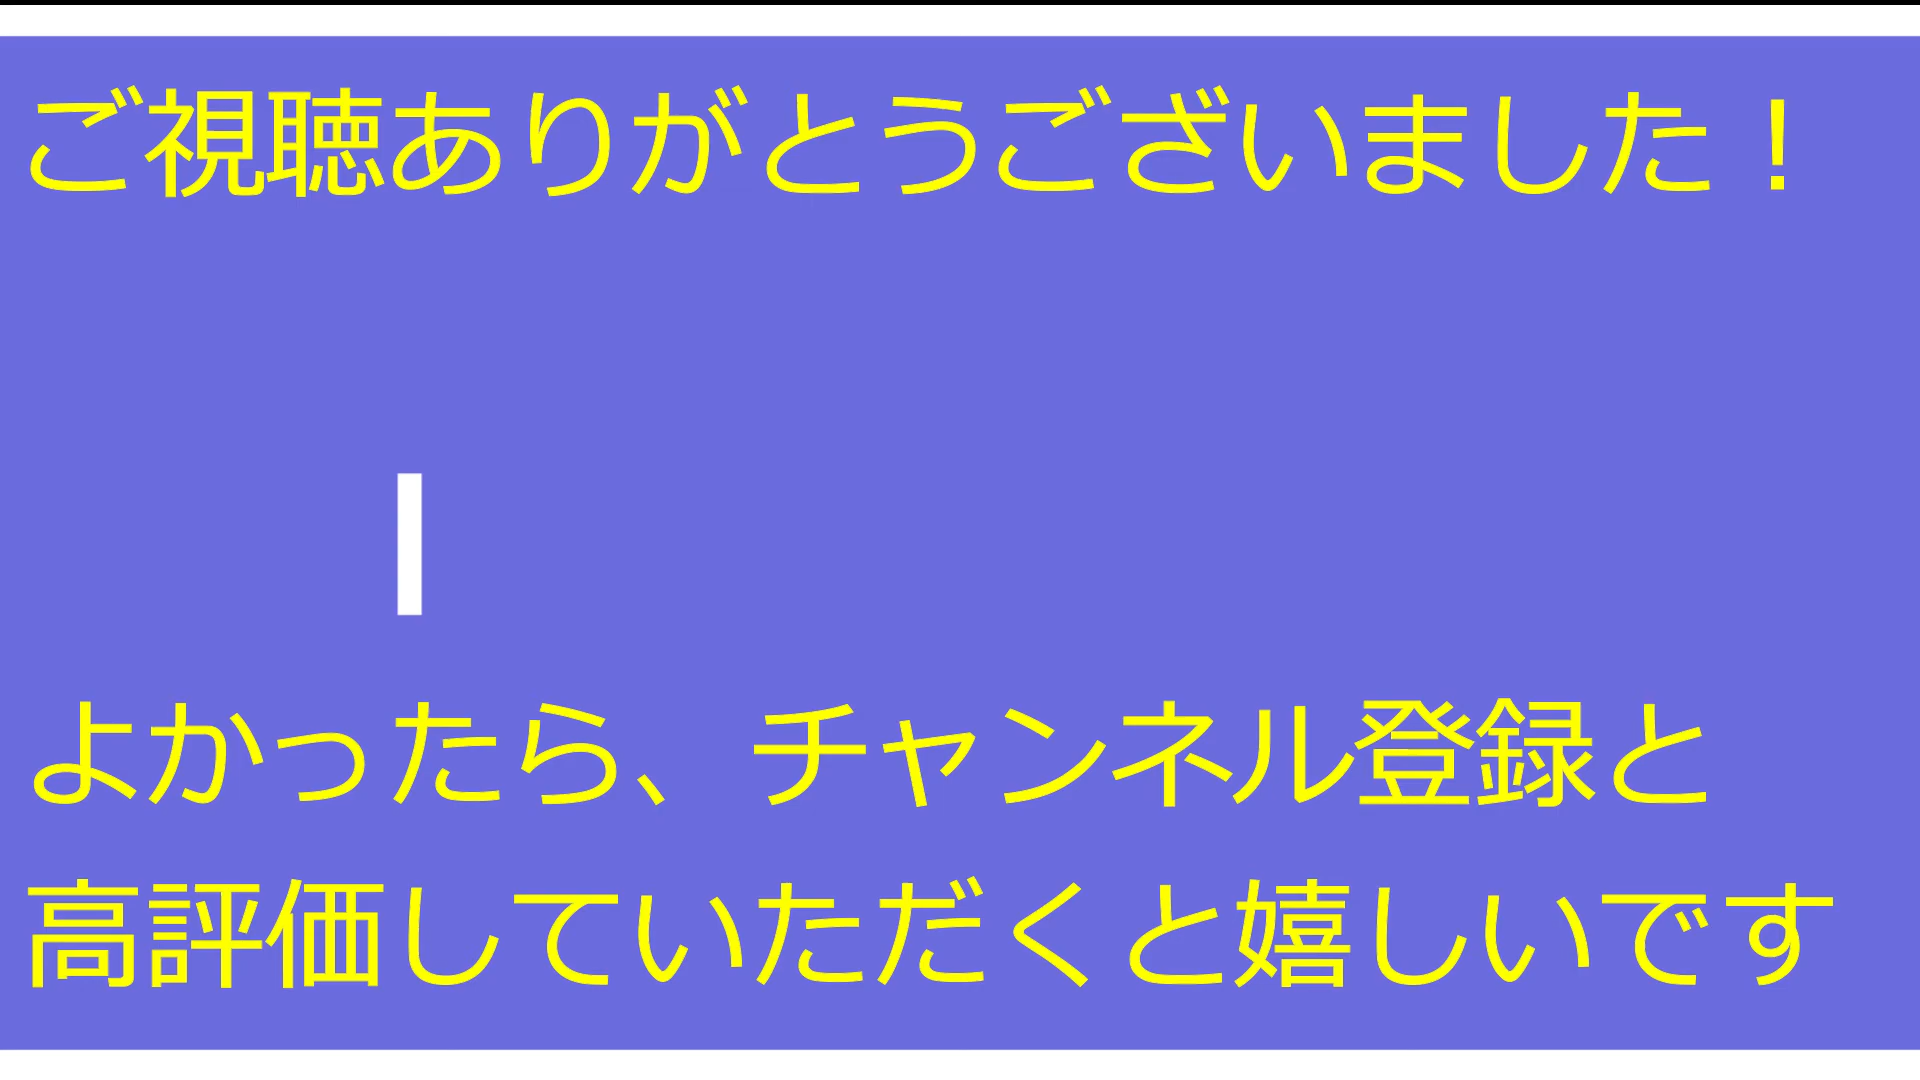 ご視聴ありがとうございました！
よかったら、チャンネル登録と
高評価していただくと嬉しいです